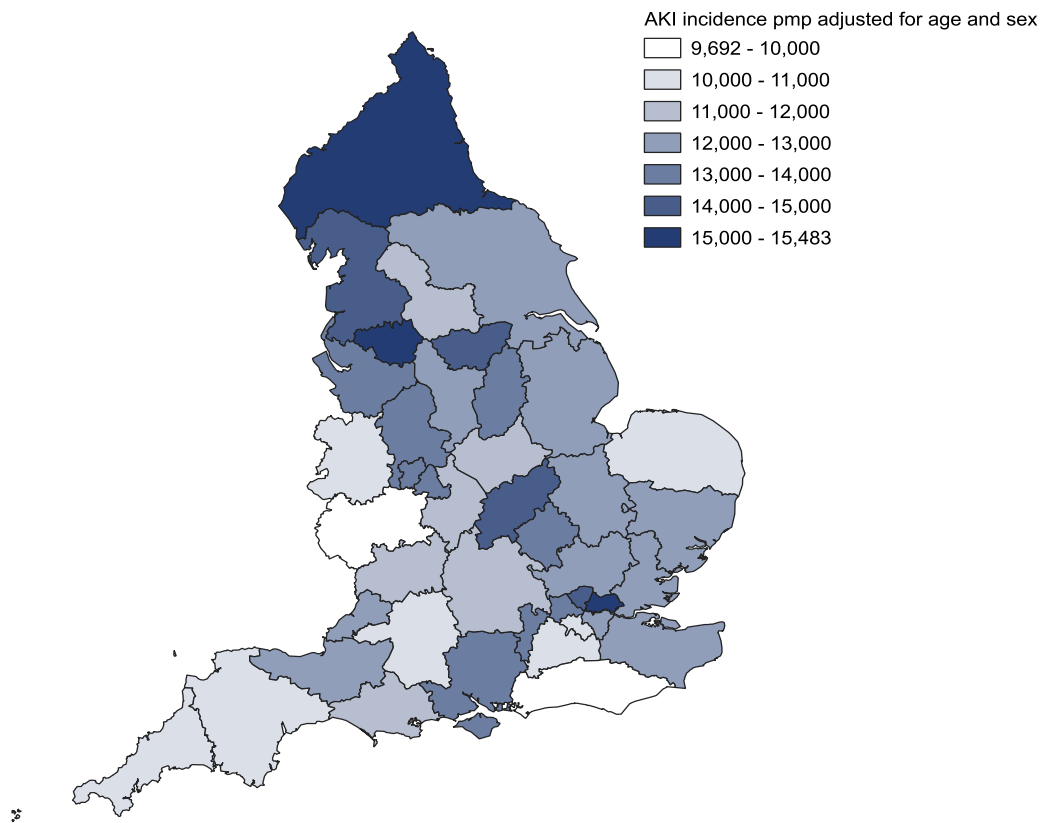 AKI incidence pmp adjusted for age and sex
9,692 - 10,000
10,000 - 11,000
11,000 - 12,000
12,000 - 13,000
13,000 - 14,000
14,000 - 15,000
15,000 - 15,483